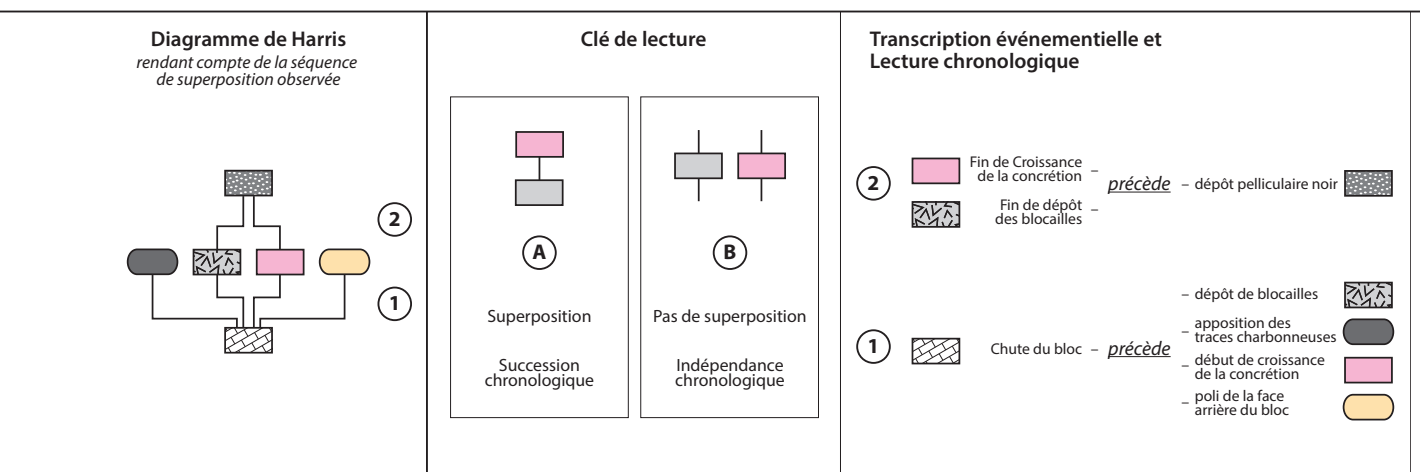 Diagramme de Harris
rendant compte de la séquence
de superposition observée
2
1
Clé de lecture
A
Superposition
Succession
chronologique
B
Pas de superposition
Indépendance
chronologique
Transcription événementielle et
Lecture chronologique
2
Fin de Croissance
de la concrétion –
Fin de dépôt
des blocailles –
précède – dépôt pelliculaire noir
1
Chute du bloc – précède
– dépôt de blocailles
– apposition des
traces charbonneuses
– début de croissance
de la concrétion
– poli de la face
arrière du bloc